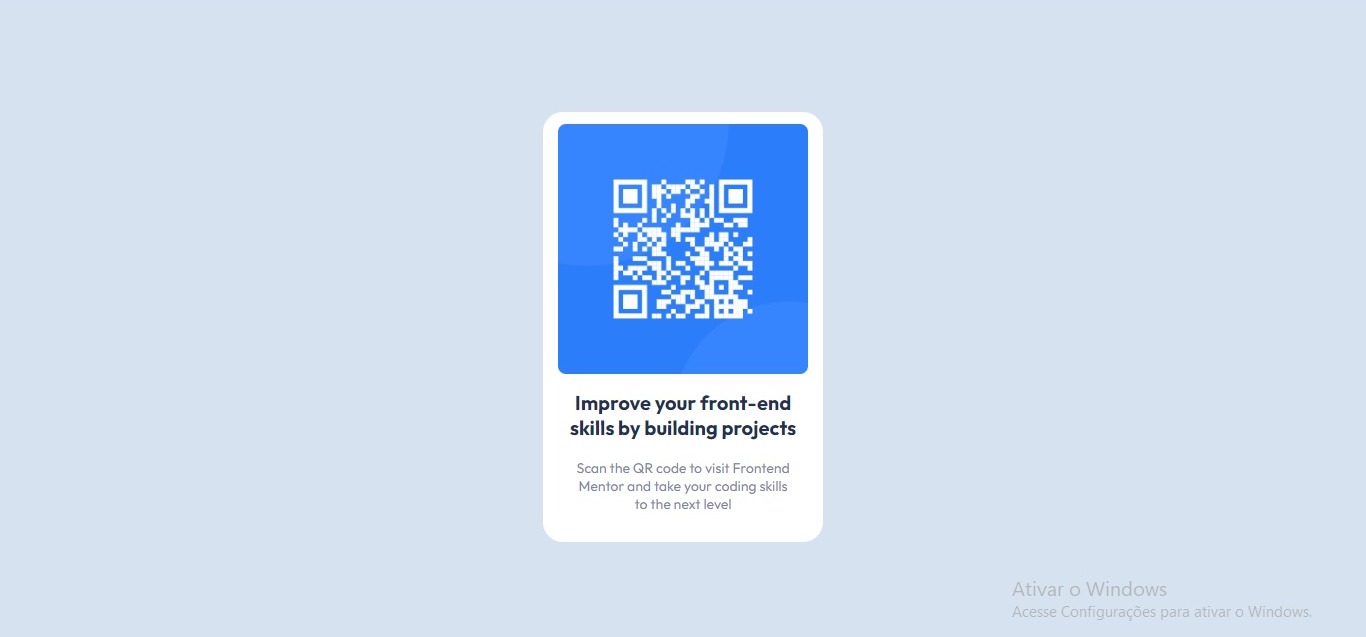 Improve your front-end
skills by building projects
Scan the QR code to visit Frontend
Mentor and take your coding skills
to the next level
Ativar o Windows
Acesse Configurações para ativar o Windows.